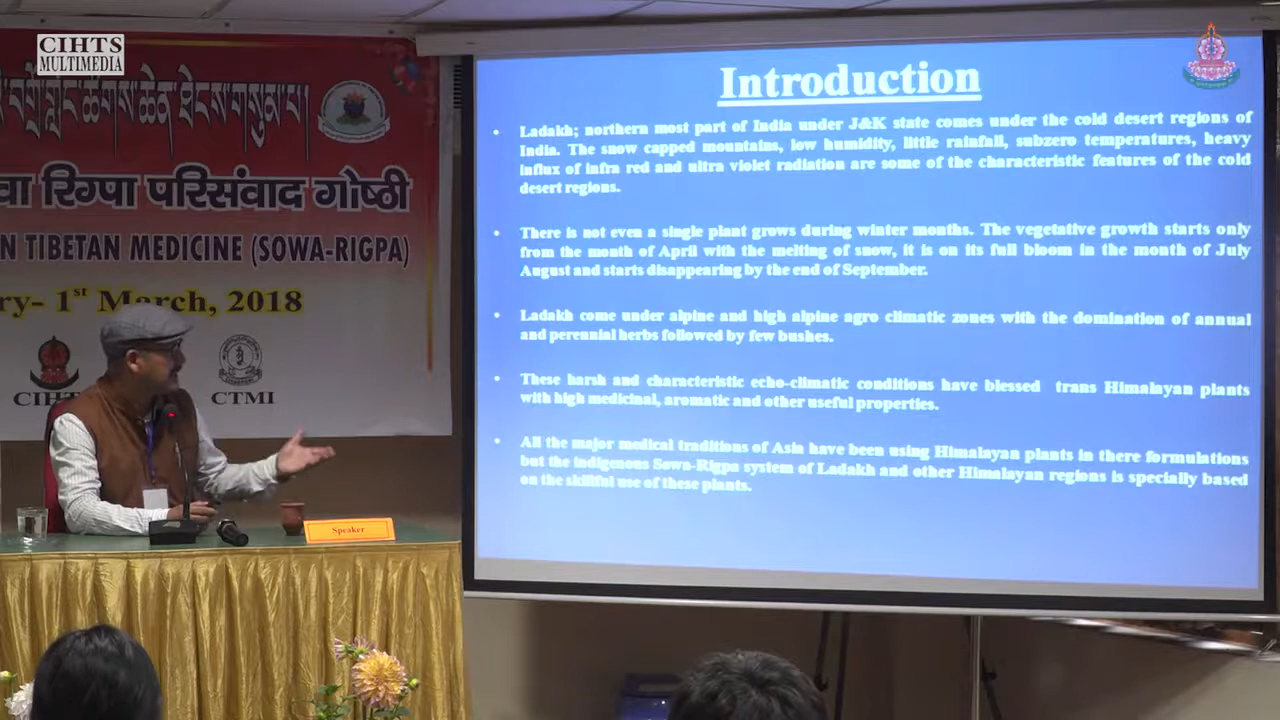 CIHTS
MULTIMEDIA
रिग्पा परिसंवाद गोष्ठी
TIBETAN MEDICINE (SOWA-RIGPA)
1st March, 2018
CTMI
Speaker
Introduction
• Ladakh; northern most part of India under J&K state comes under the cold desert regions of
India. The snow capped mountains, low humidity, little rainfall, subzero temperatures, heavy
influx of infra red and ultra violet radiation are some of the characteristic features of the cold
desert regions.
• There is not even a single plant grows during winter months. The vegetative growth starts only
from the month of April with the melting of snow, it is on its full bloom in the month of July
August and starts disappearing by the end of September.
• Ladakh come under alpine and high alpine agro climatic zones with the domination of annual
and perennial herbs followed by few bushes.
• These harsh and characteristic echo-climatic conditions have blessed trans Himalayan plants
with high medicinal, aromatic and other useful properties.
• All the major medical traditions of Asia have been using Himalayan plants in there formulations
but the indigenous Sowa-Rigpa system of Ladakh and other Himalayan regions is specially based
on the skillful use of these plants.